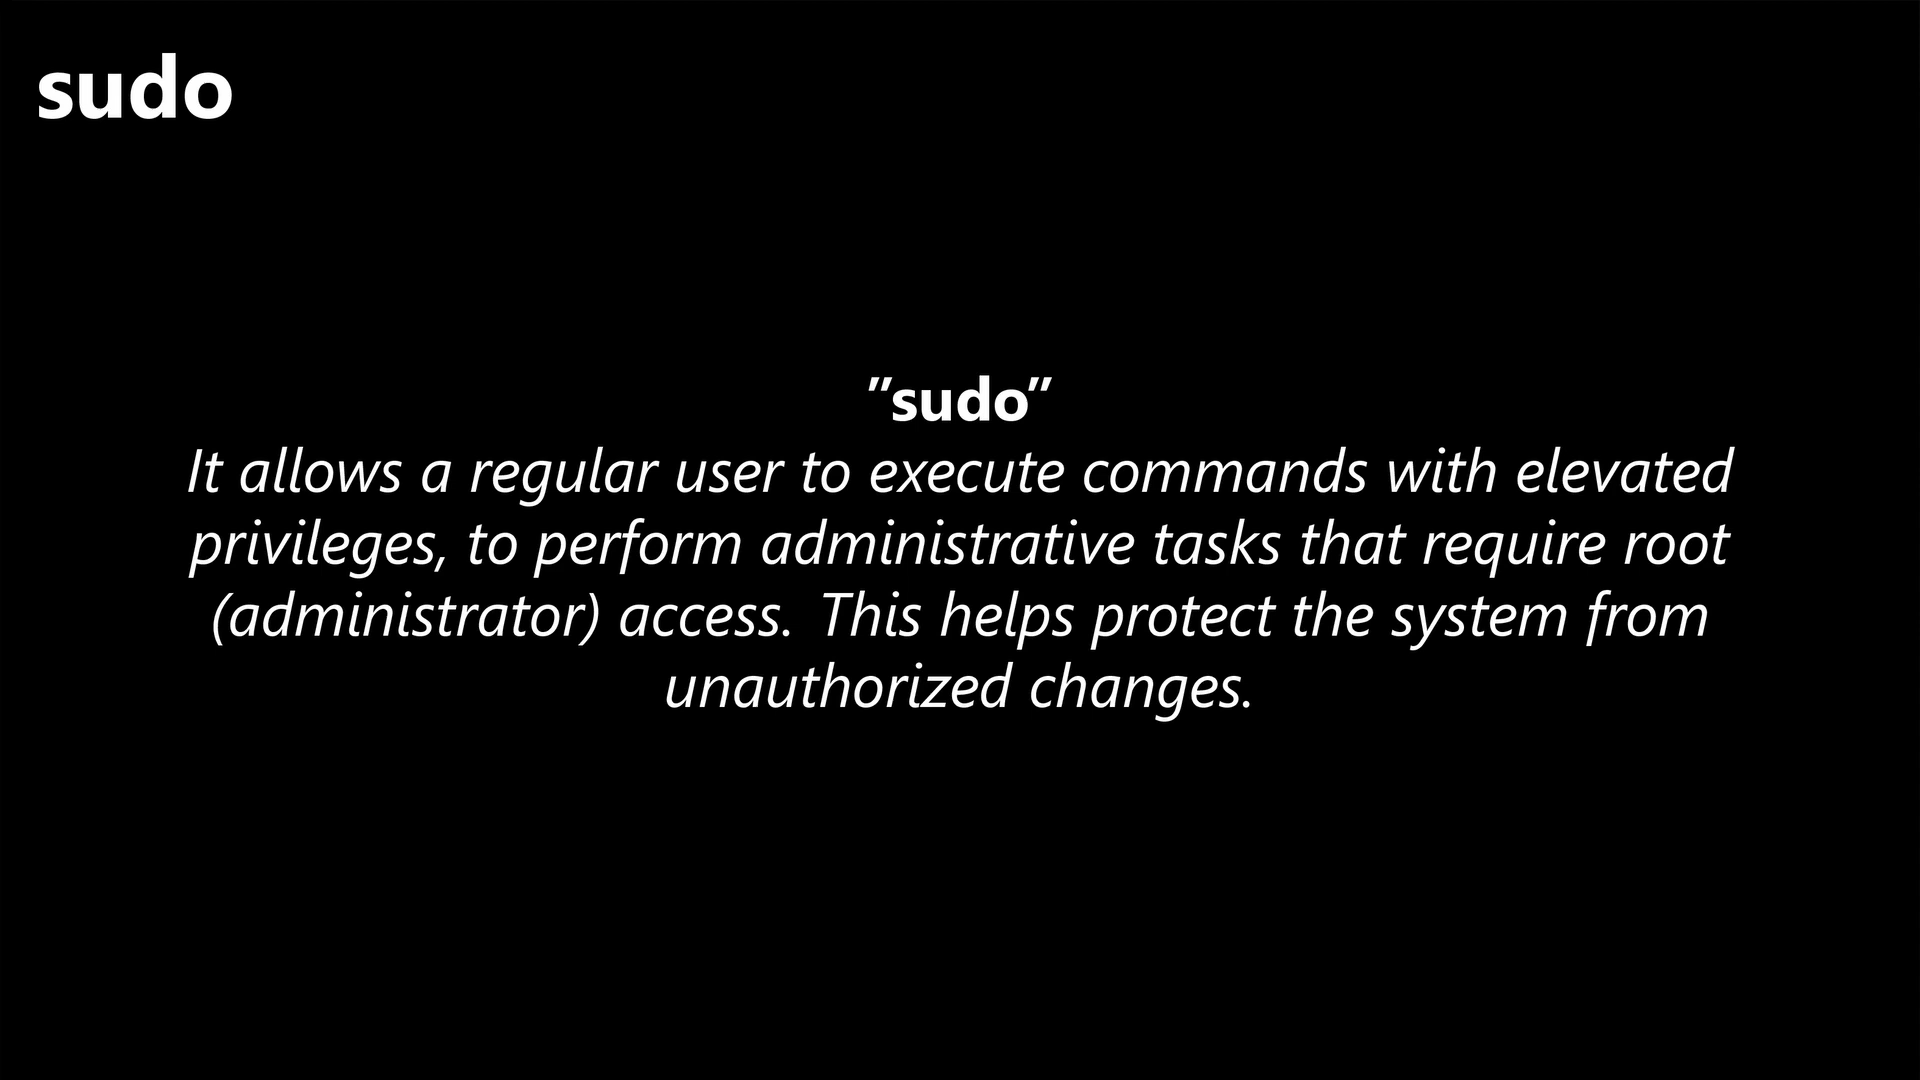 sudo
"sudo"
It allows a regular user to execute commands with elevated
privileges, to perform administrative tasks that require root
(administrator) access.  This helps protect the system from
unauthorized changes.